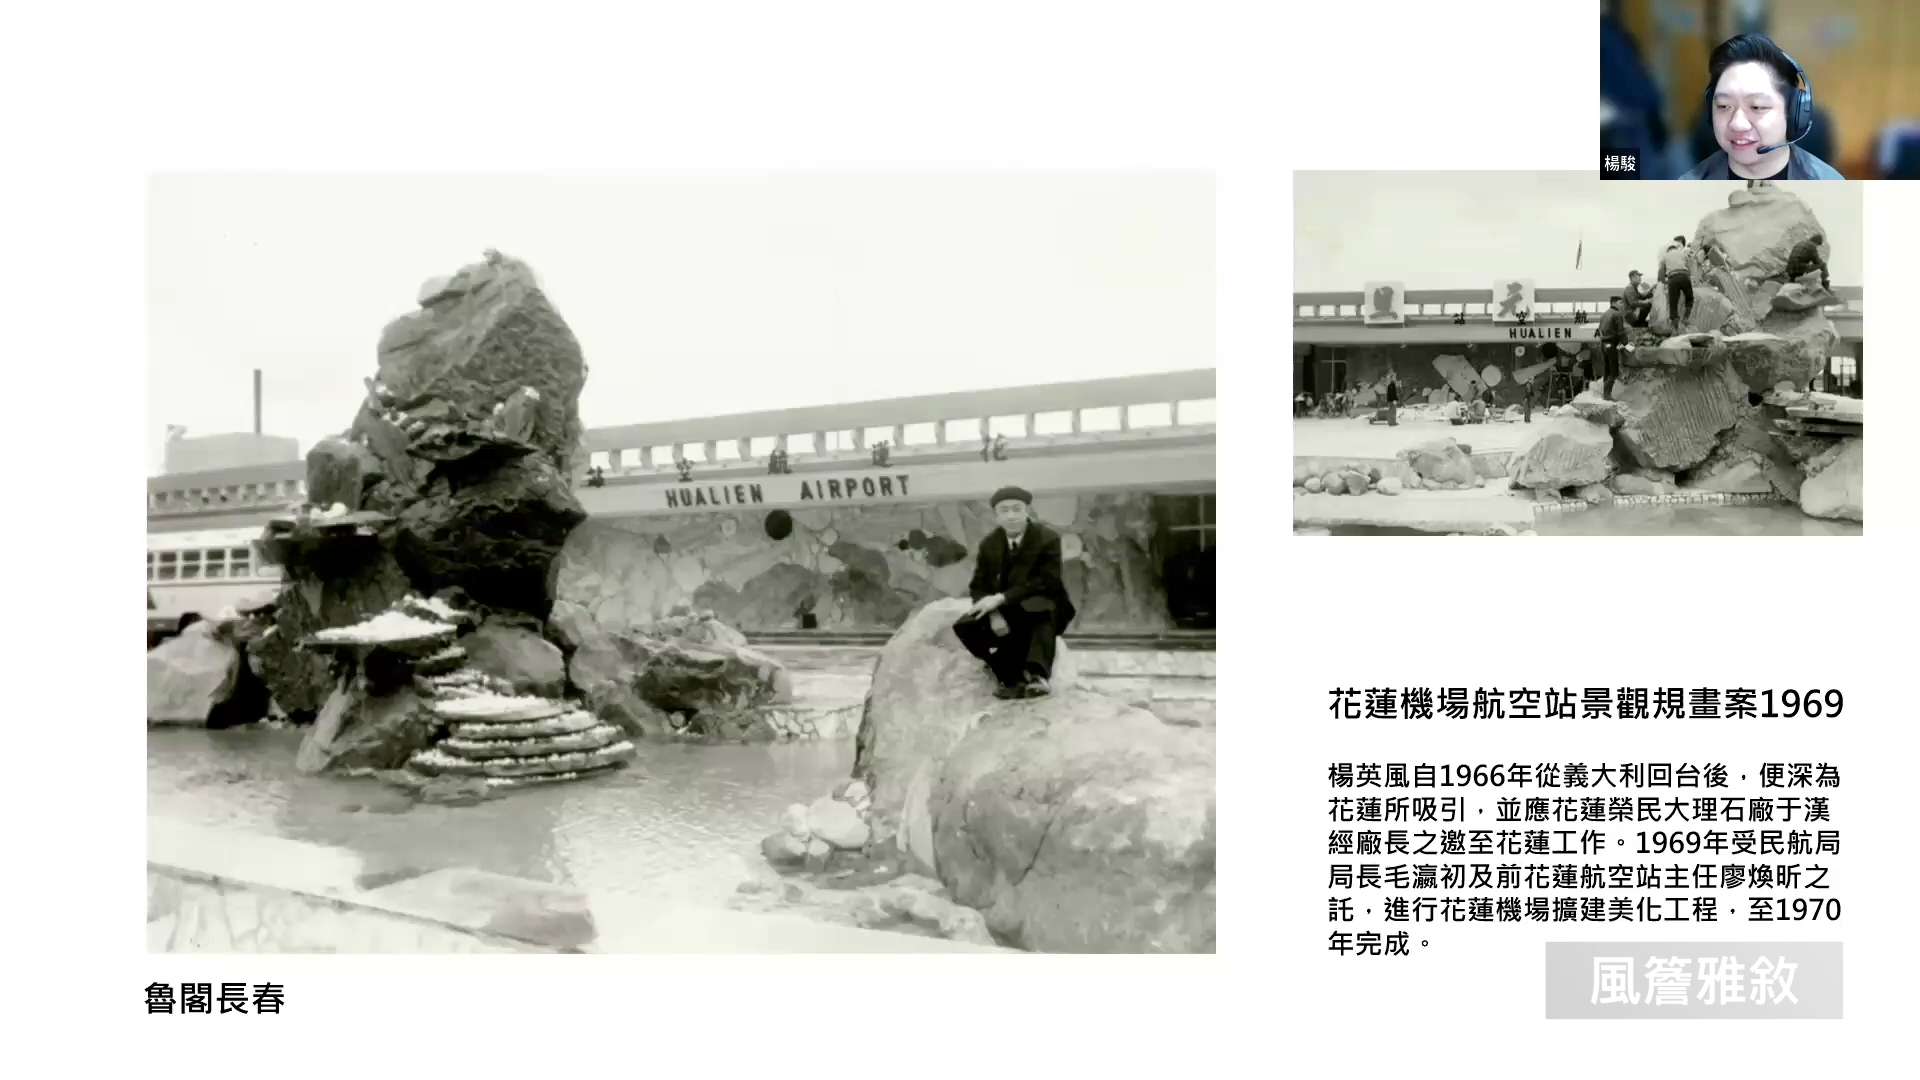 楊駿
HUALIEN AIRPORT
HUALIEN A
花蓮機場航空站景觀規畫案1969
楊英風自1966年從義大利回台後，便深為
花蓮所吸引，並應花蓮榮民大理石廠于漢
經廠長之邀至花蓮工作。1969年受民航局
局長毛瀛初及前花蓮航空站主任廖煥昕之
託，進行花蓮機場擴建美化工程，至1970
年完成。
風簷雅敘
魯閣長春